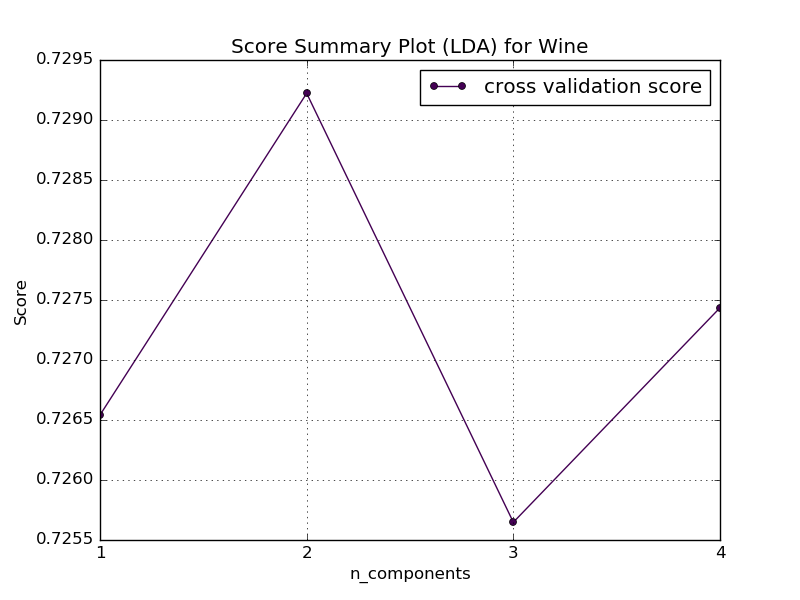 Score Summary Plot (LDA) for Wine
cross validation score
0.7295
0.7290
0.7285
0.7280
0.7275
0.7270
0.7265
0.7260
0.7255
Score
1 2 3 4
n_components